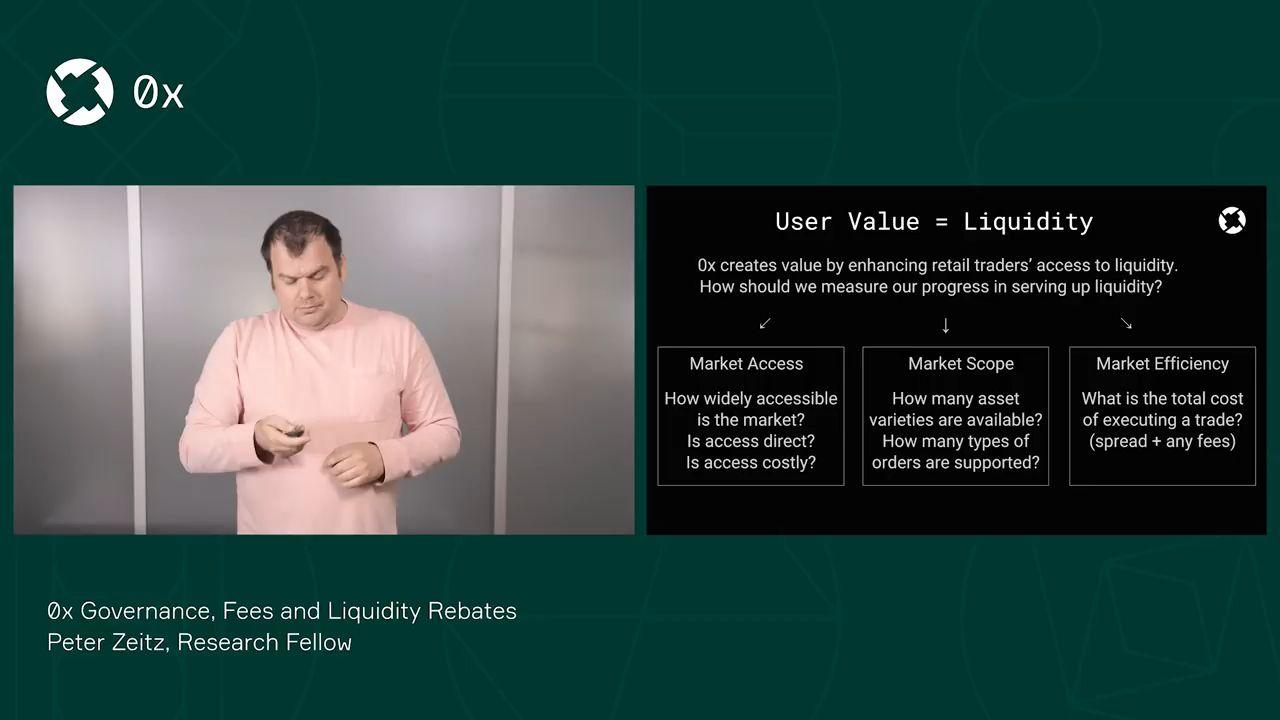 0x
User Value = Liquidity
0x creates value by enhancing retail traders’ access to liquidity.
How should we measure our progress in serving up liquidity?
Market Access
How widely accessible
is the market?
Is access direct?
Is access costly?
Market Scope
How many asset
varieties are available?
How many types of
orders are supported?
Market Efficiency
What is the total cost
of executing a trade?
(spread + any fees)
0x Governance, Fees and Liquidity Rebates
Peter Zeitz, Research Fellow